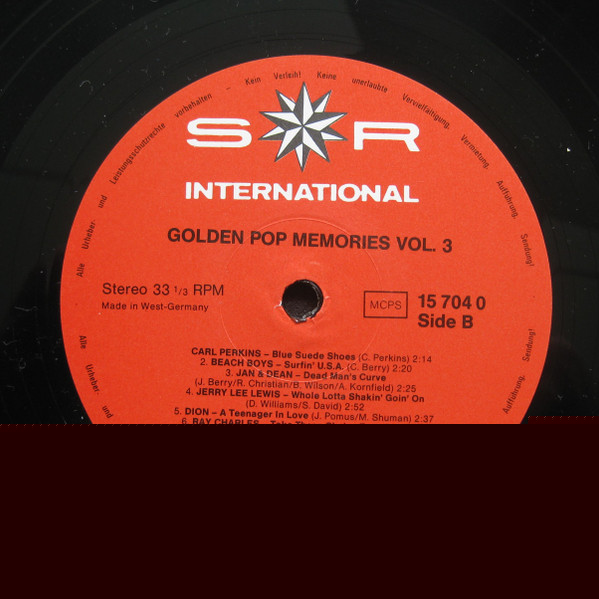 Alle Urheber- und Leistungsschutzrechte vorbehalten - Kein Verleih! Keine unerlaubte Vervielfältigung, Vermietung, Aufführung, Sendung!
S R
INTERNATIONAL
GOLDEN POP MEMORIES VOL. 3
Stereo 33 1/3 RPM
Made in West-Germany
MCPS
15 704 0
Side B
CARL PERKINS – Blue Suede Shoes (C. Perkins) 2:14
2. BEACH BOYS – Surfin' U.S.A. (C. Berry) 2:20
3. JAN & DEAN – Dead Man's Curve
(J. Berry/R. Christian/B. Wilson/A. Kornfeld) 2:25
4. JERRY LEE LEWIS – Whole Lotta Shakin' Goin' On
(D. Williams/S. David) 2:52
5. DION – A Teenager In Love (J. Pomus/M. Shuman) 2:37
6. RAY CHARLES –
Alle Urheber- und
Aufführung, Sendung!